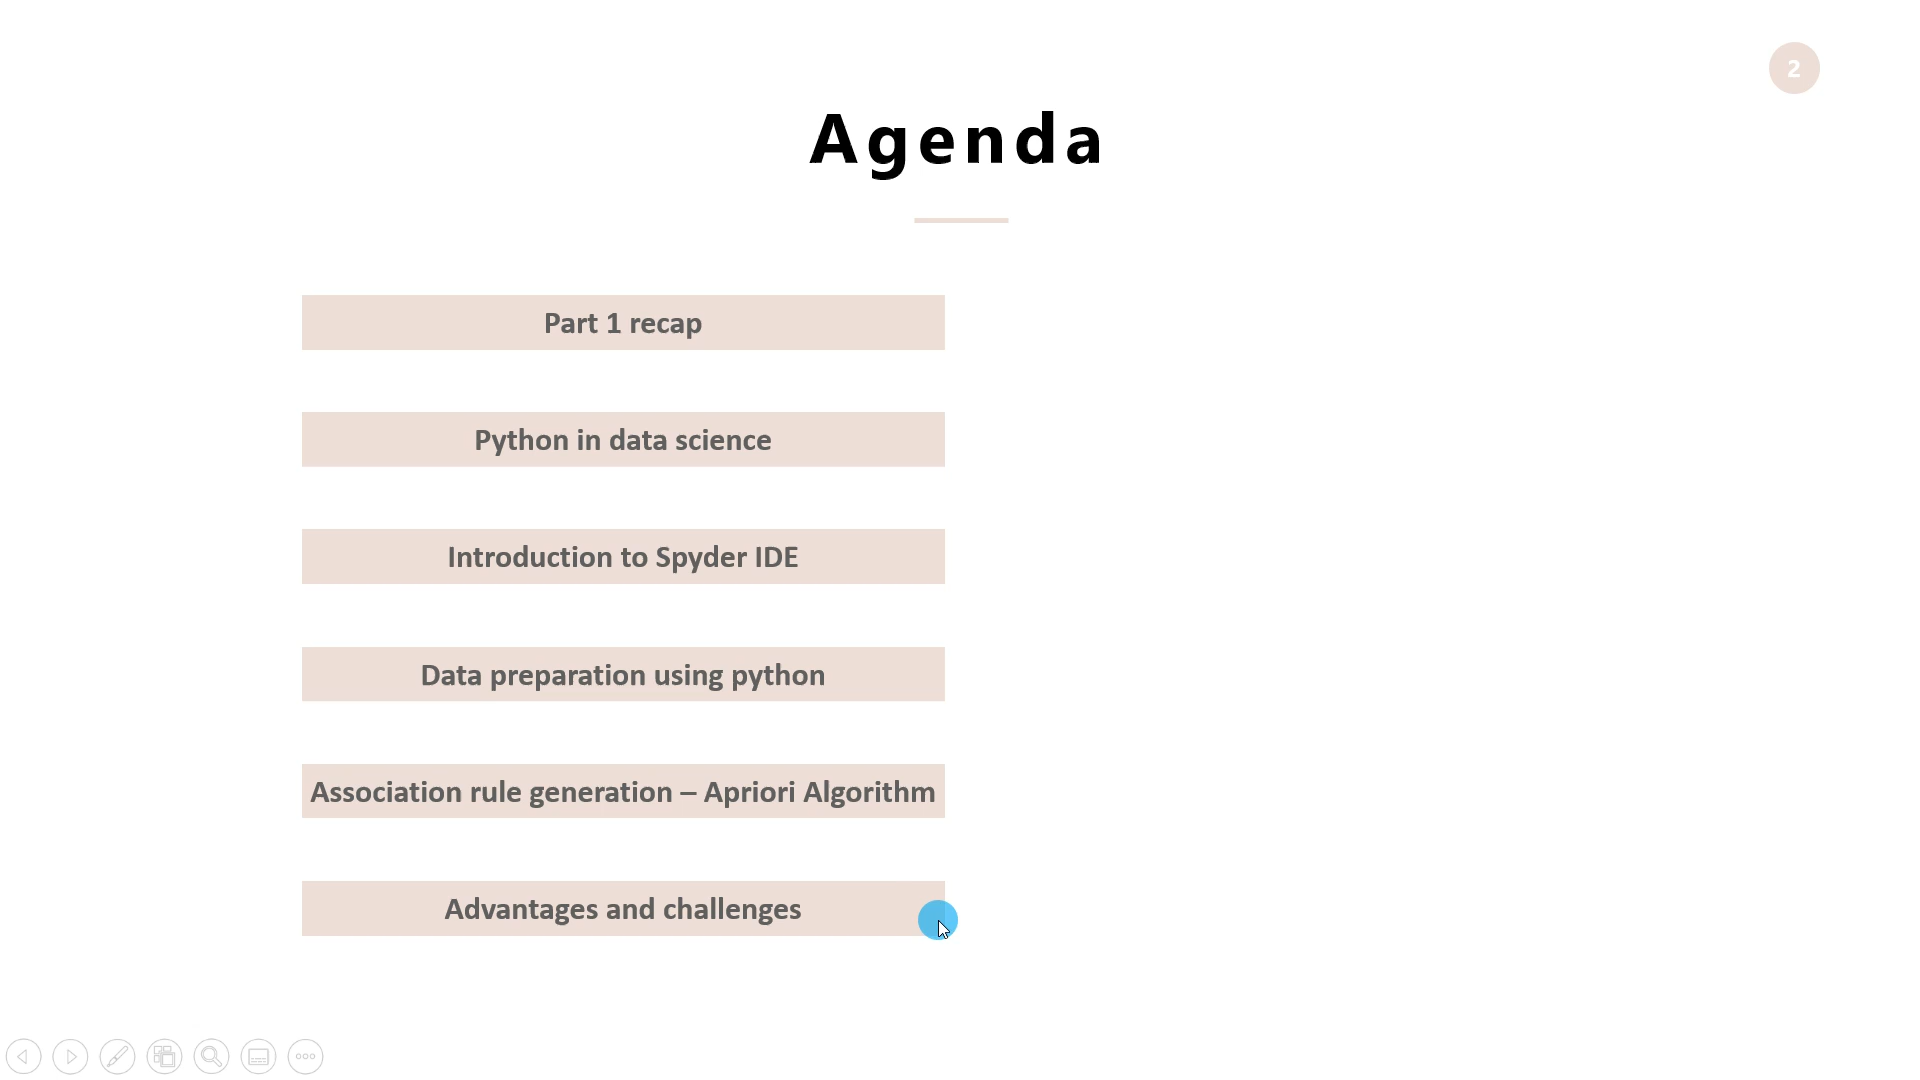 2
Agenda
Part 1 recap
Python in data science
Introduction to Spyder IDE
Data preparation using python
Association rule generation – Apriori Algorithm
Advantages and challenges